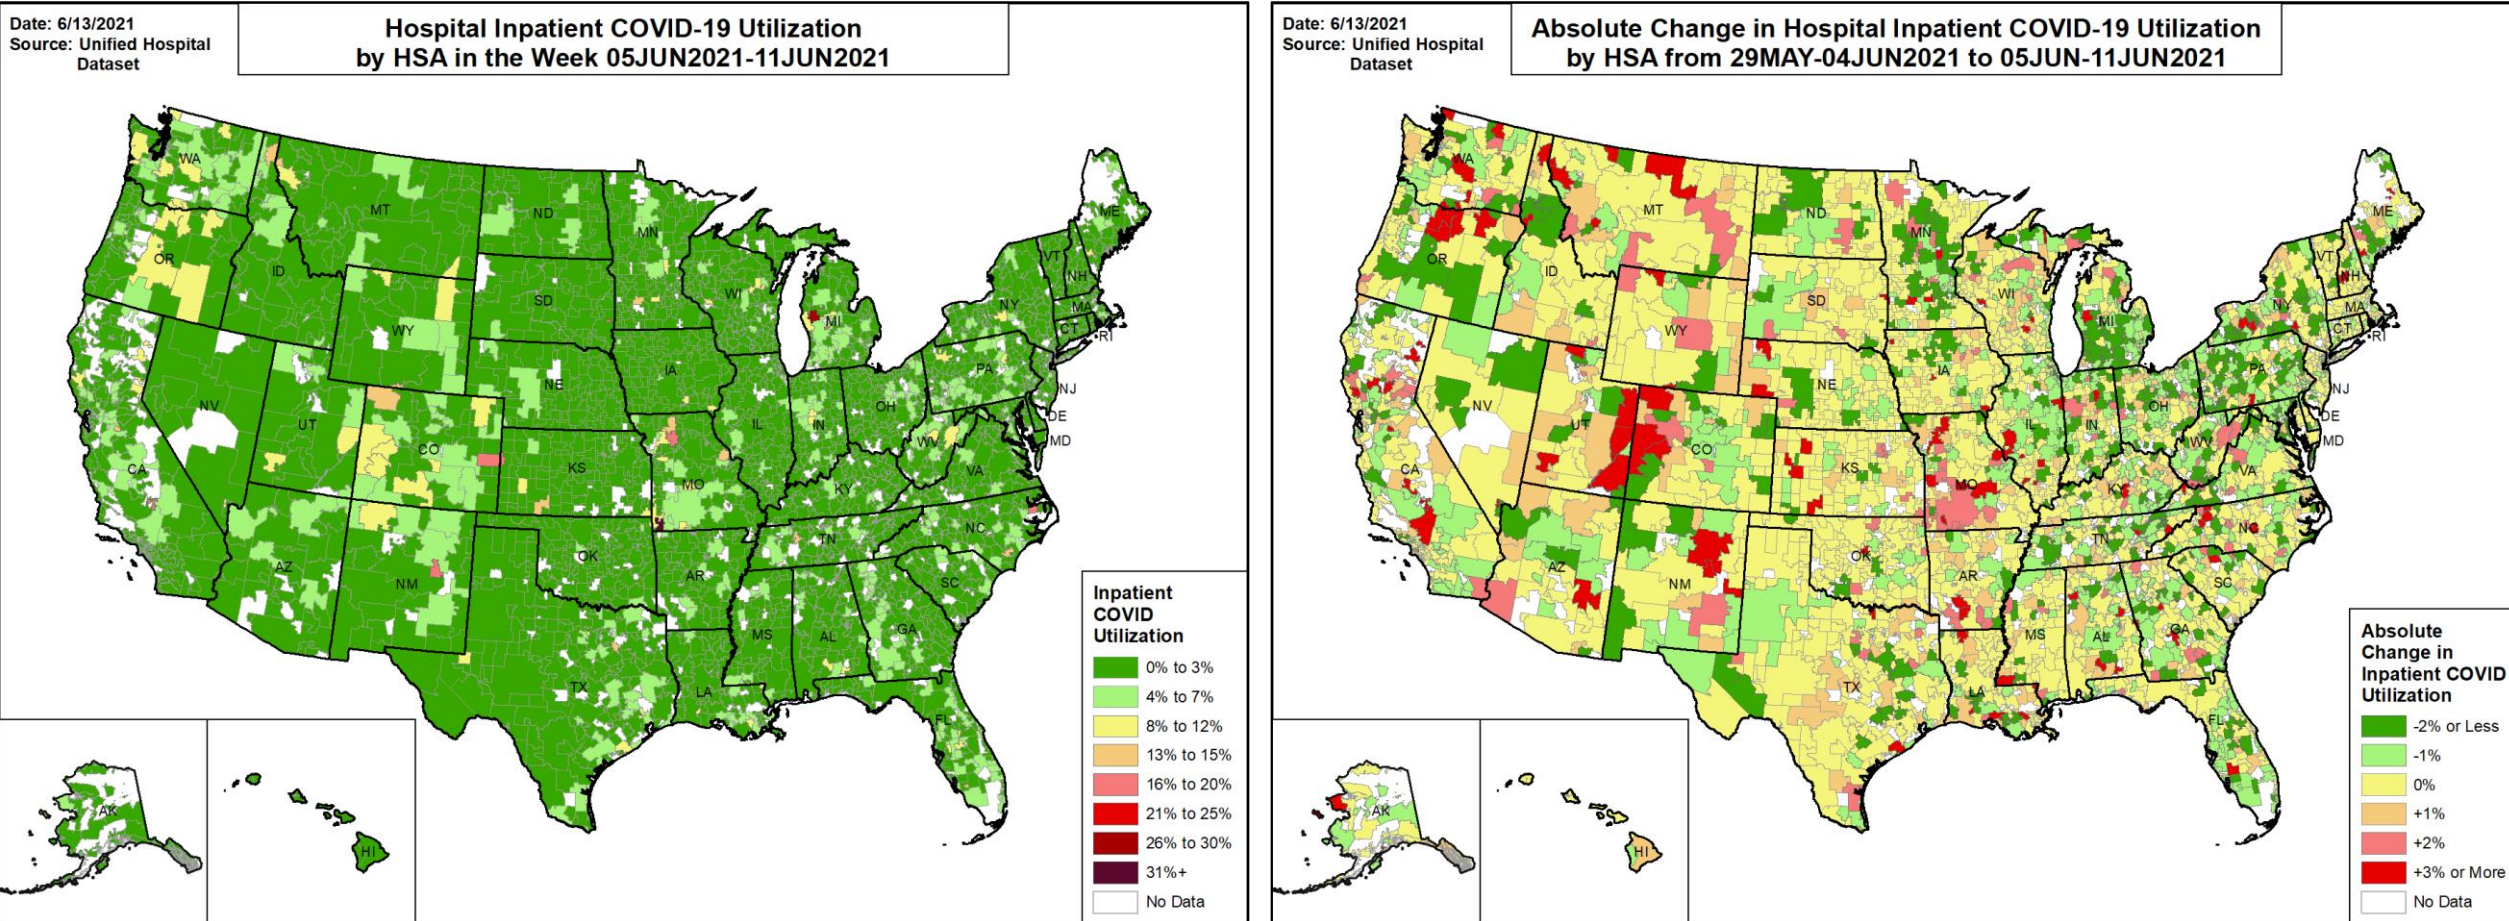 Date: 6/13/2021
Source: Unified Hospital
Dataset
Hospital Inpatient COVID-19 Utilization
by HSA in the Week 05JUN2021-11JUN2021
WA
MT
ND
MN
ME
OR
ID
WY
SD
WI
MI
NY
VT
NH
MA
CT
RI
NV
UT
CO
NE
IA
IL
IN
OH
PA
NJ
DE
MD
WV
VA
CA
KS
MO
KY
AZ
NM
OK
AR
TN
NC
SC
MS
AL
GA
TX
LA
FL
AK
HI
Inpatient
COVID
Utilization
0% to 3%
4% to 7%
8% to 12%
13% to 15%
16% to 20%
21% to 25%
26% to 30%
31%+
No Data
Date: 6/13/2021
Source: Unified Hospital
Dataset
Absolute Change in Hospital Inpatient COVID-19 Utilization
by HSA from 29MAY-04JUN2021 to 05JUN-11JUN2021
WA
MT
ND
MN
ME
OR
ID
WY
SD
WI
MI
NY
VT
NH
MA
CT
RI
NV
UT
CO
NE
IA
IL
IN
OH
PA
NJ
DE
MD
WV
VA
CA
KS
MO
KY
AZ
NM
OK
AR
TN
NC
SC
MS
AL
GA
TX
LA
FL
AK
HI
Absolute
Change in
Inpatient COVID
Utilization
-2% or Less
-1%
0%
+1%
+2%
+3% or More
No Data